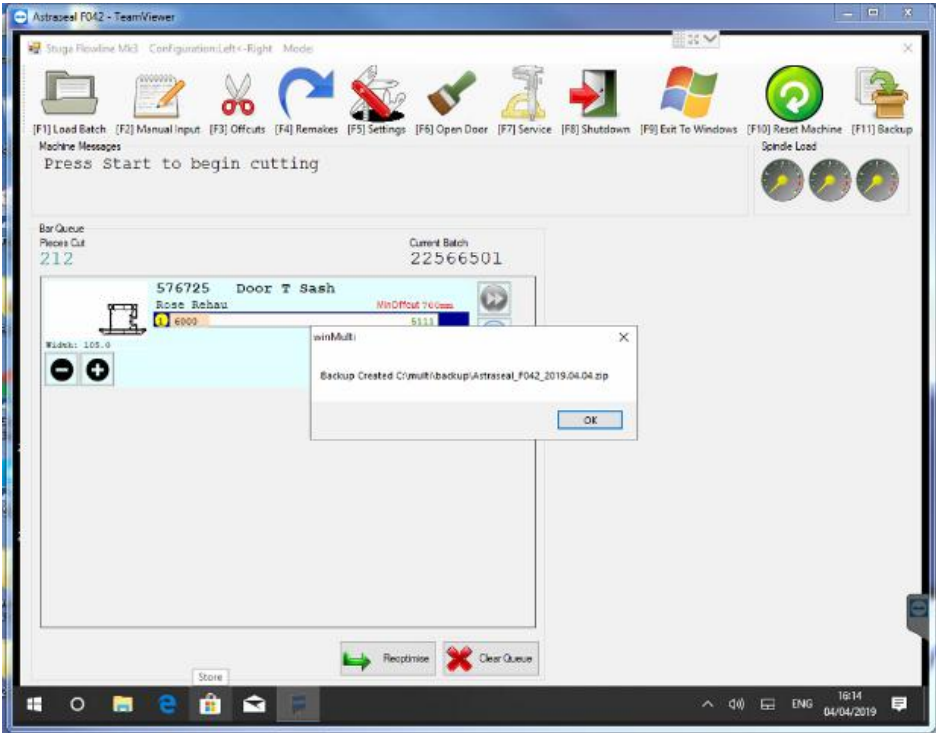 Astraseal F042 - TeamViewer
Stuga Flowline Mk3 Configuration:Left<-Right Mode:
[F1] Load Batch [F2] Manual Input [F3] Offcuts [F4] Remakes [F5] Settings [F6] Open Door [F7] Service [F8] Shutdown [F9] Exit To Windows [F10] Reset Machine [F11] Backup
Machine Messages
Spindle Load
Press Start to begin cutting
Bar Queue
Pieces Cut
Current Batch
212
22566501
576725 Door T Sash
Rose Rehau
MinOffcut 700mm
1 6000
5111
Width: 105.0
winMulti
Backup Created C:\multi\backup\Astraseal_F042_2019.04.04.zip
OK
Reoptimise
Clear Queue
Store
ENG
16:14
04/04/2019